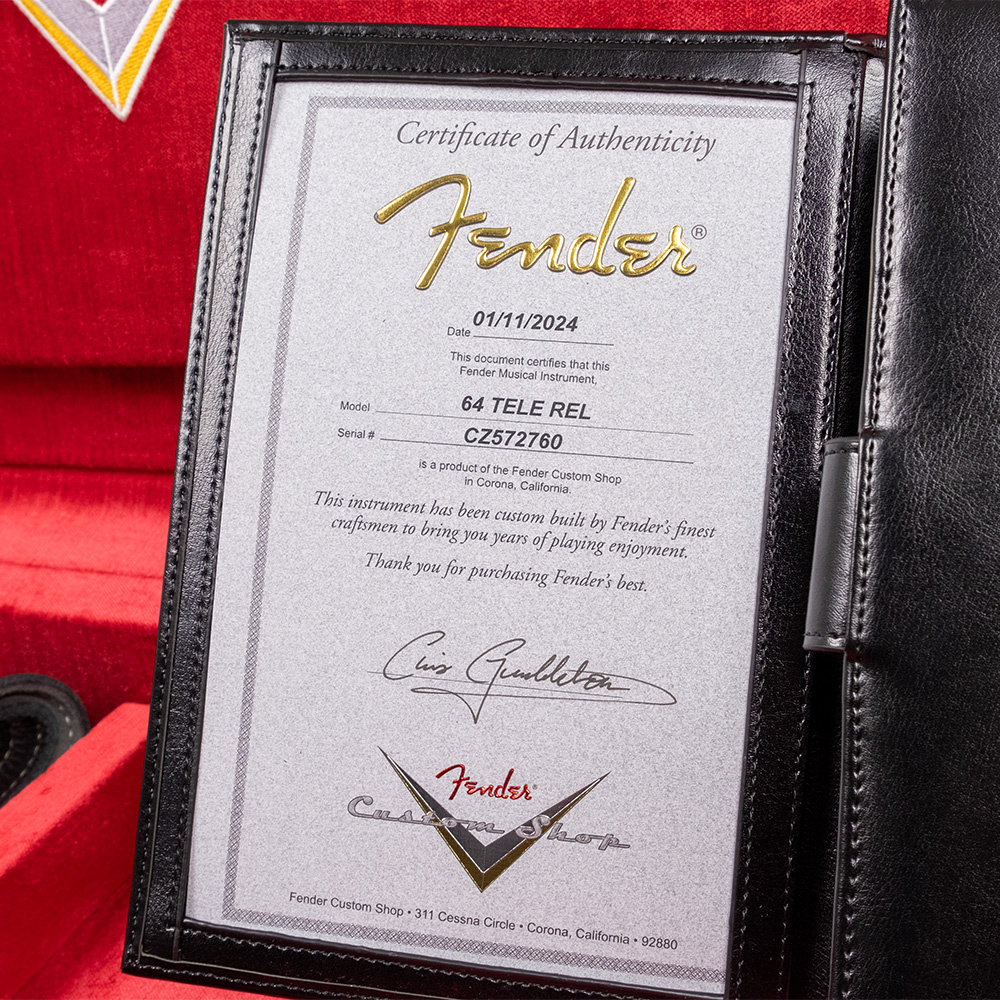 Certificate of Authenticity
Fender®
Date 01/11/2024
This document certifies that this
Fender Musical Instrument,
Model 64 TELE REL
Serial # CZ572760
is a product of the Fender Custom Shop
in Corona, California.
This instrument has been custom built by Fender's finest
craftsmen to bring you years of playing enjoyment.
Thank you for purchasing Fender's best.
Fender
Custom Shop
Fender Custom Shop • 311 Cessna Circle • Corona, California • 92880